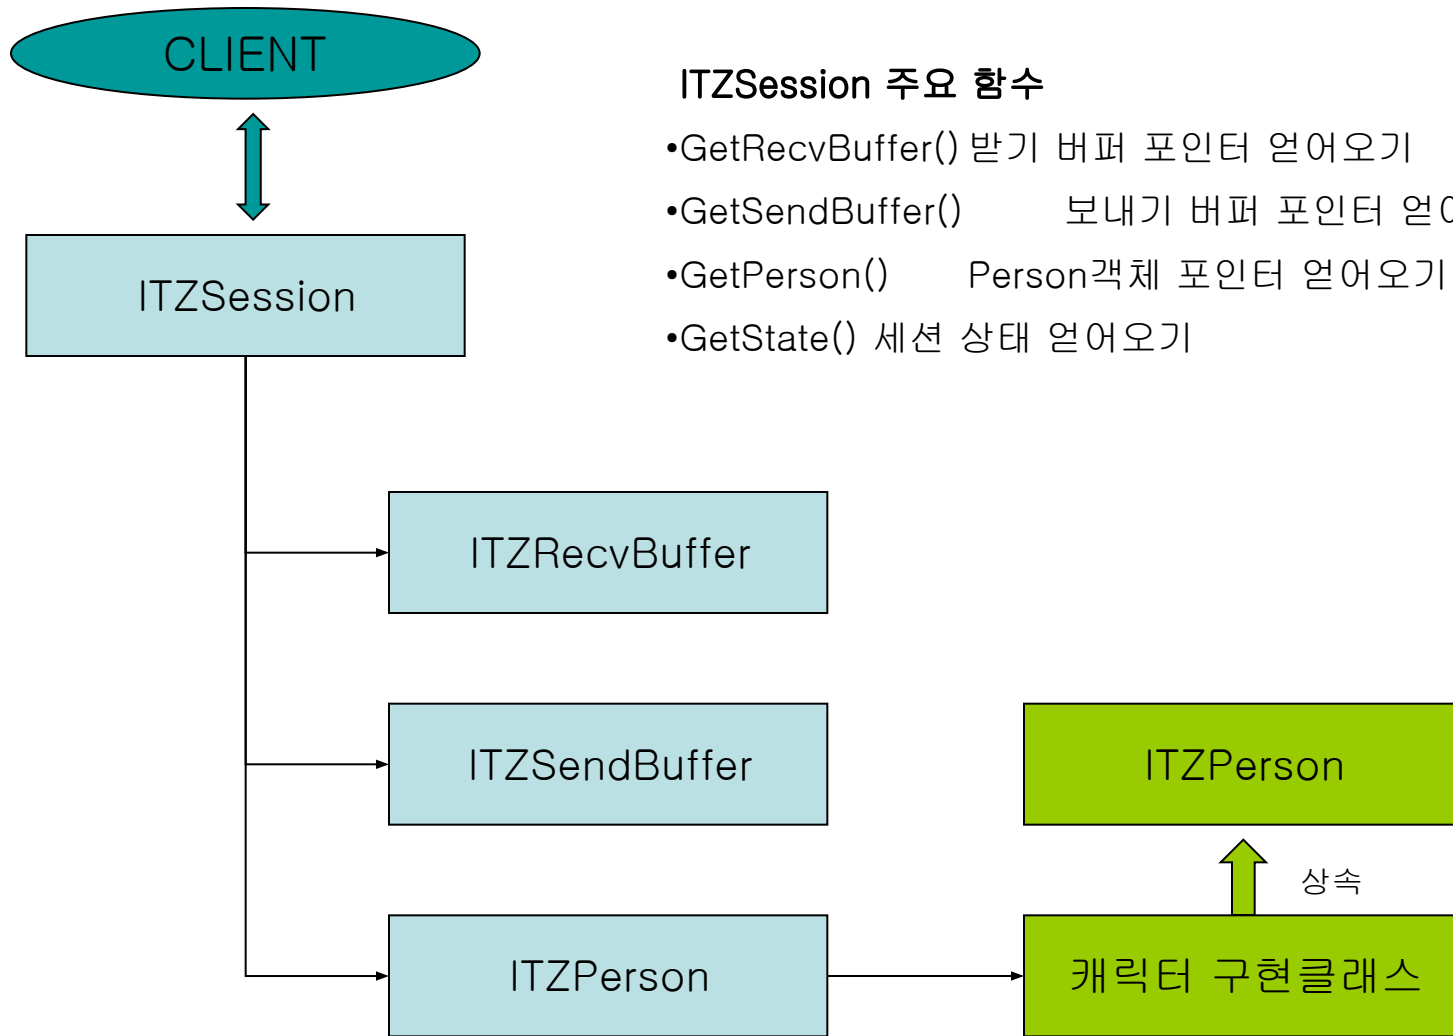 CLIENT
ITZSession 주요 함수
•GetRecvBuffer() 받기 버퍼 포인터 얻어오기
•GetSendBuffer() 보내기 버퍼 포인터
•GetPerson() Person객체 포인터 얻어오기
•GetState() 세션 상태 얻어오기
ITZSession
ITZRecvBuffer
ITZSendBuffer
ITZPerson
상속
ITZPerson
캐릭터 구현클래스